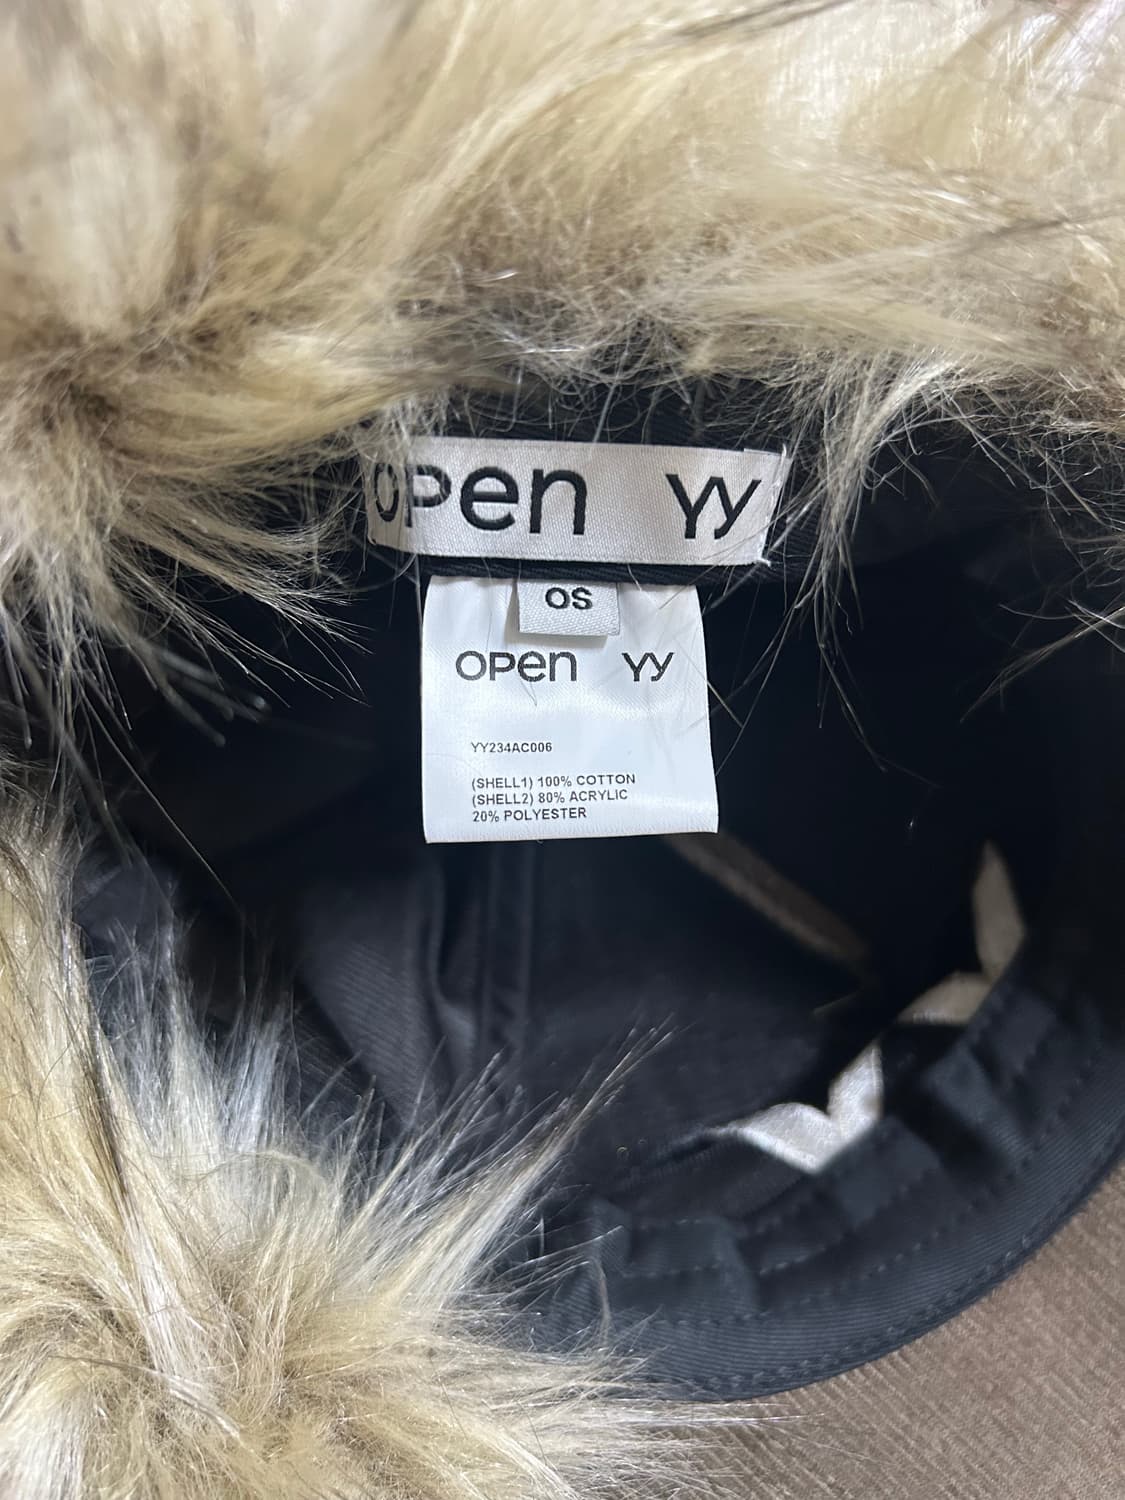 OPen YY
OS
OPen YY
YY234AC006
(SHELL1) 100% COTTON
(SHELL2) 80% ACRYLIC
20% POLYESTER